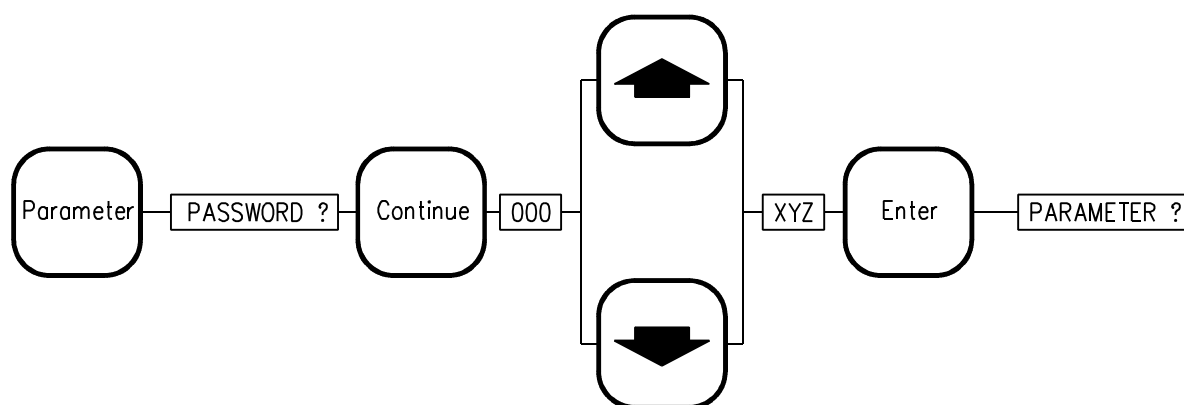 Parameter
PASSWORD ?
Continue
000
XYZ
Enter
PARAMETER ?